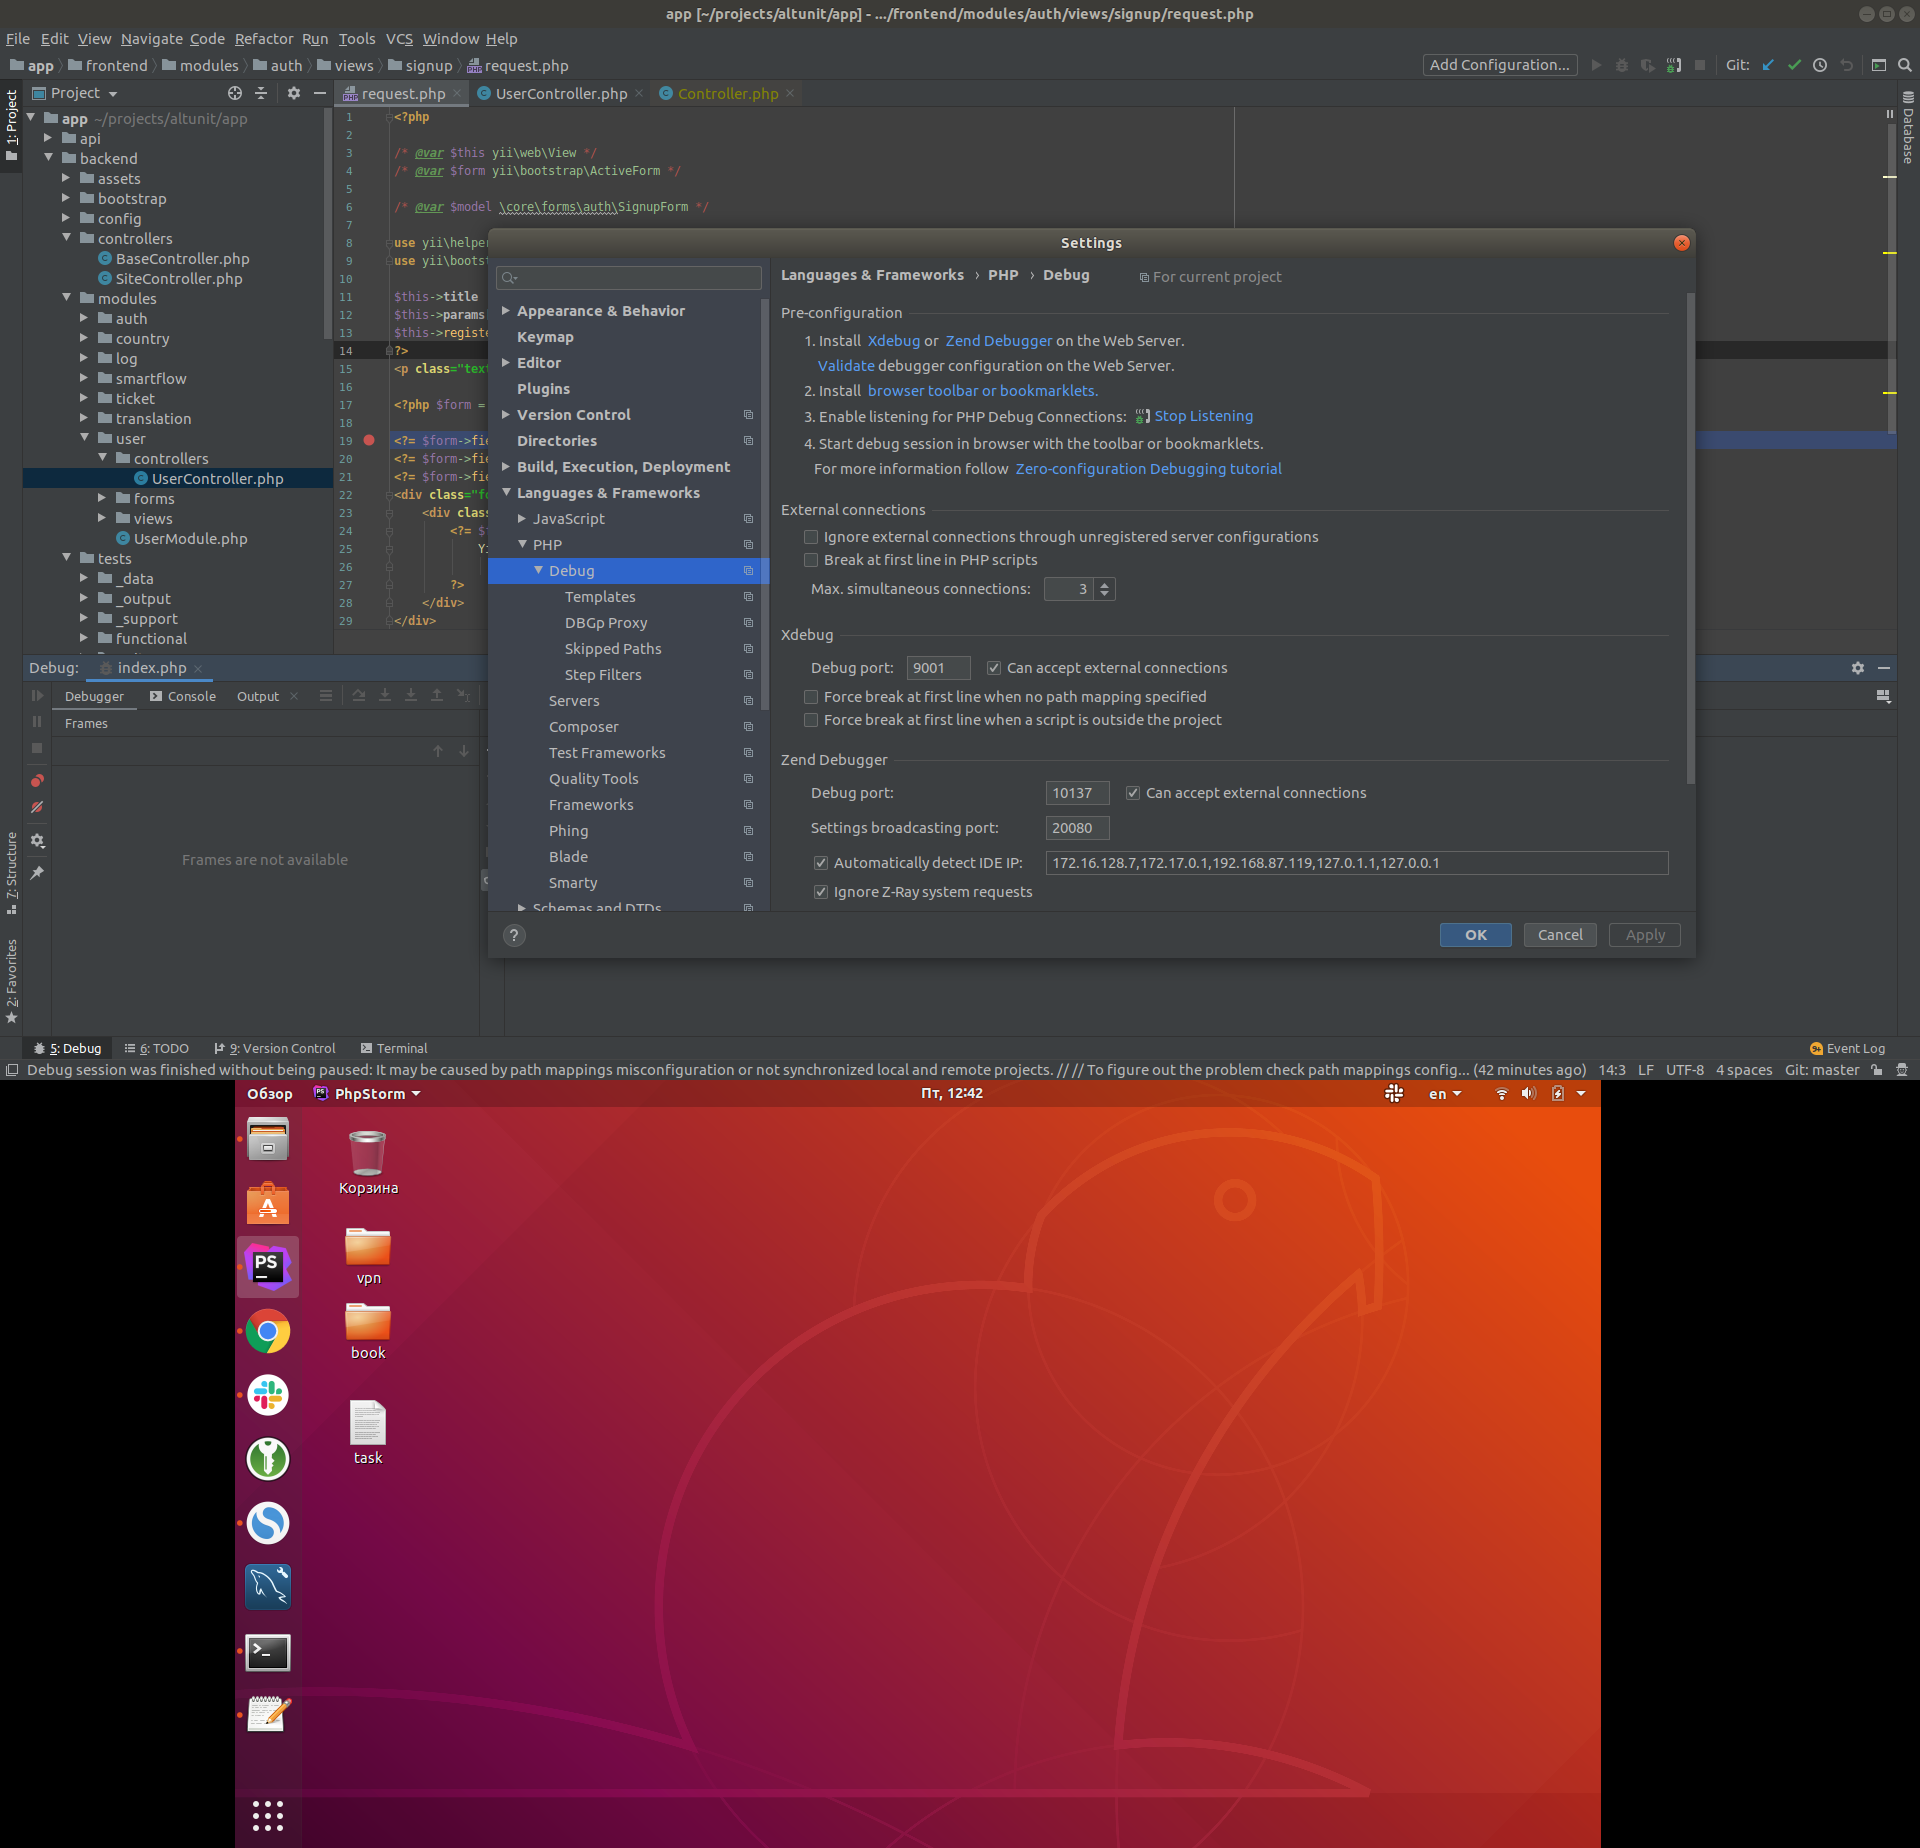 app [~/projects/altunit/app] - .../frontend/modules/auth/views/signup/request.php
File Edit View Navigate Code Refactor Run Tools VCS Window Help
app frontend modules auth views signup request.php
Add Configuration... Git:
1: Project
Project
request.php UserController.php Controller.php
Database
app ~/projects/altunit/app
api
backend
assets
bootstrap
config
controllers
BaseController.php
SiteController.php
modules
auth
country
log
smartflow
ticket
translation
user
controllers
UserController.php
forms
views
UserModule.php
tests
_data
_output
_support
functional
1 <?php
2
3 /* @var $this yii\web\View */
4 /* @var $form yii\bootstrap\ActiveForm */
5
6 /* @var $model \core\forms\auth\SignupForm */
7
8 use yii\helper
9 use yii\bootst
10
11 $this->title
12 $this->params
13 $this->registe
14 ?>
15 <p class="text
16
17 <?php $form =
18
19 <?= $form->fie
20 <?= $form->fie
21 <?= $form->fie
22 <div class="fo
23 <div clas
24 <?= $
25 Yi
26
27 ?>
28 </div>
29 </div>
Settings
Appearance & Behavior
Keymap
Editor
Plugins
Version Control
Directories
Build, Execution, Deployment
Languages & Frameworks
JavaScript
PHP
Debug
Templates
DBGp Proxy
Skipped Paths
Step Filters
Servers
Composer
Test Frameworks
Quality Tools
Frameworks
Phing
Blade
Smarty
Schemas and DTDs
Languages & Frameworks › PHP › Debug For current project
Pre-configuration
1. Install Xdebug or Zend Debugger on the Web Server.
Validate debugger configuration on the Web Server.
2. Install browser toolbar or bookmarklets.
3. Enable listening for PHP Debug Connections: Stop Listening
4. Start debug session in browser with the toolbar or bookmarklets.
For more information follow Zero-configuration Debugging tutorial
External connections
Ignore external connections through unregistered server configurations
Break at first line in PHP scripts
Max. simultaneous connections: 3
Xdebug
Debug port: 9001 Can accept external connections
Force break at first line when no path mapping specified
Force break at first line when a script is outside the project
Zend Debugger
Debug port: 10137 Can accept external connections
Settings broadcasting port: 20080
Automatically detect IDE IP: 172.16.128.7,172.17.0.1,192.168.87.119,127.0.1.1,127.0.0.1
Ignore Z-Ray system requests
? OK Cancel Apply
Debug: index.php
Debugger Console Output
Frames
Frames are not available
7: Structure
2: Favorites
5: Debug 6: TODO 9: Version Control Terminal Event Log
Debug session was finished without being paused: It may be caused by path mappings misconfiguration or not synchronized local and remote projects. // // To figure out the problem check path mappings config... (42 minutes ago) 14:3 LF UTF-8 4 spaces Git: master
Обзор PhpStorm Пт, 12:42 en
Корзина
PS
vpn
book
task